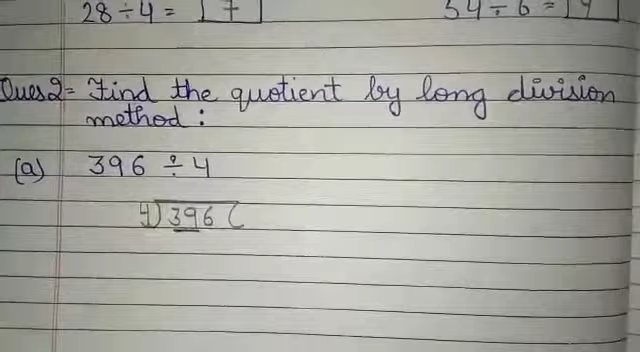 28 ÷ 4 = 7 54 ÷ 6 = 9
Ques2= Find the quotient by long division
method :
(a) 396 ÷ 4
4) 396 (